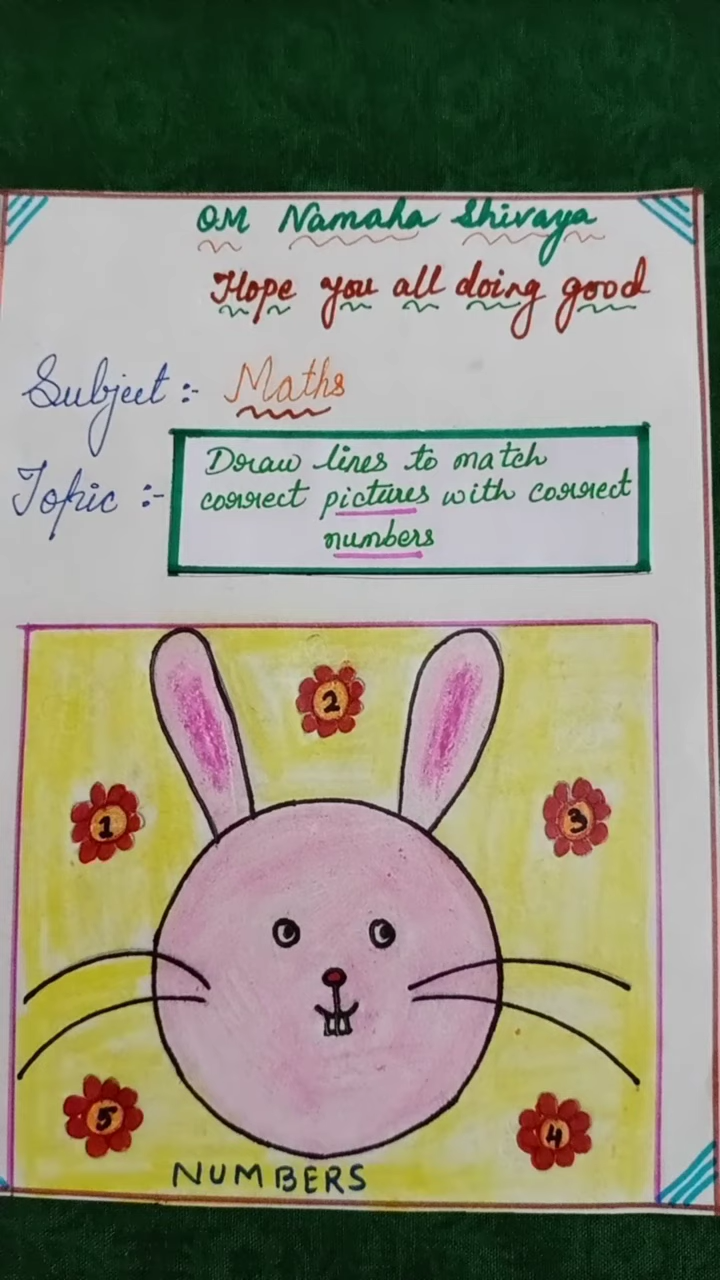 OM Namaha Shivaya
Hope you all doing good
Subject :- Maths
Topic :- Draw lines to match
correct pictures with correct
numbers
2
1
3
5
4
NUMBERS